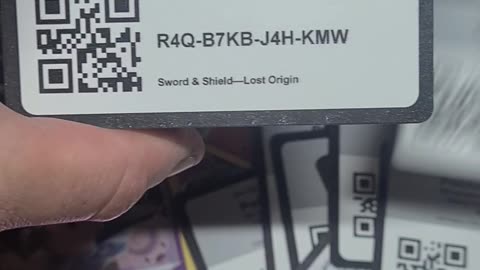 R4Q-B7KB-J4H-KMW
Sword & Shield—Lost Origin